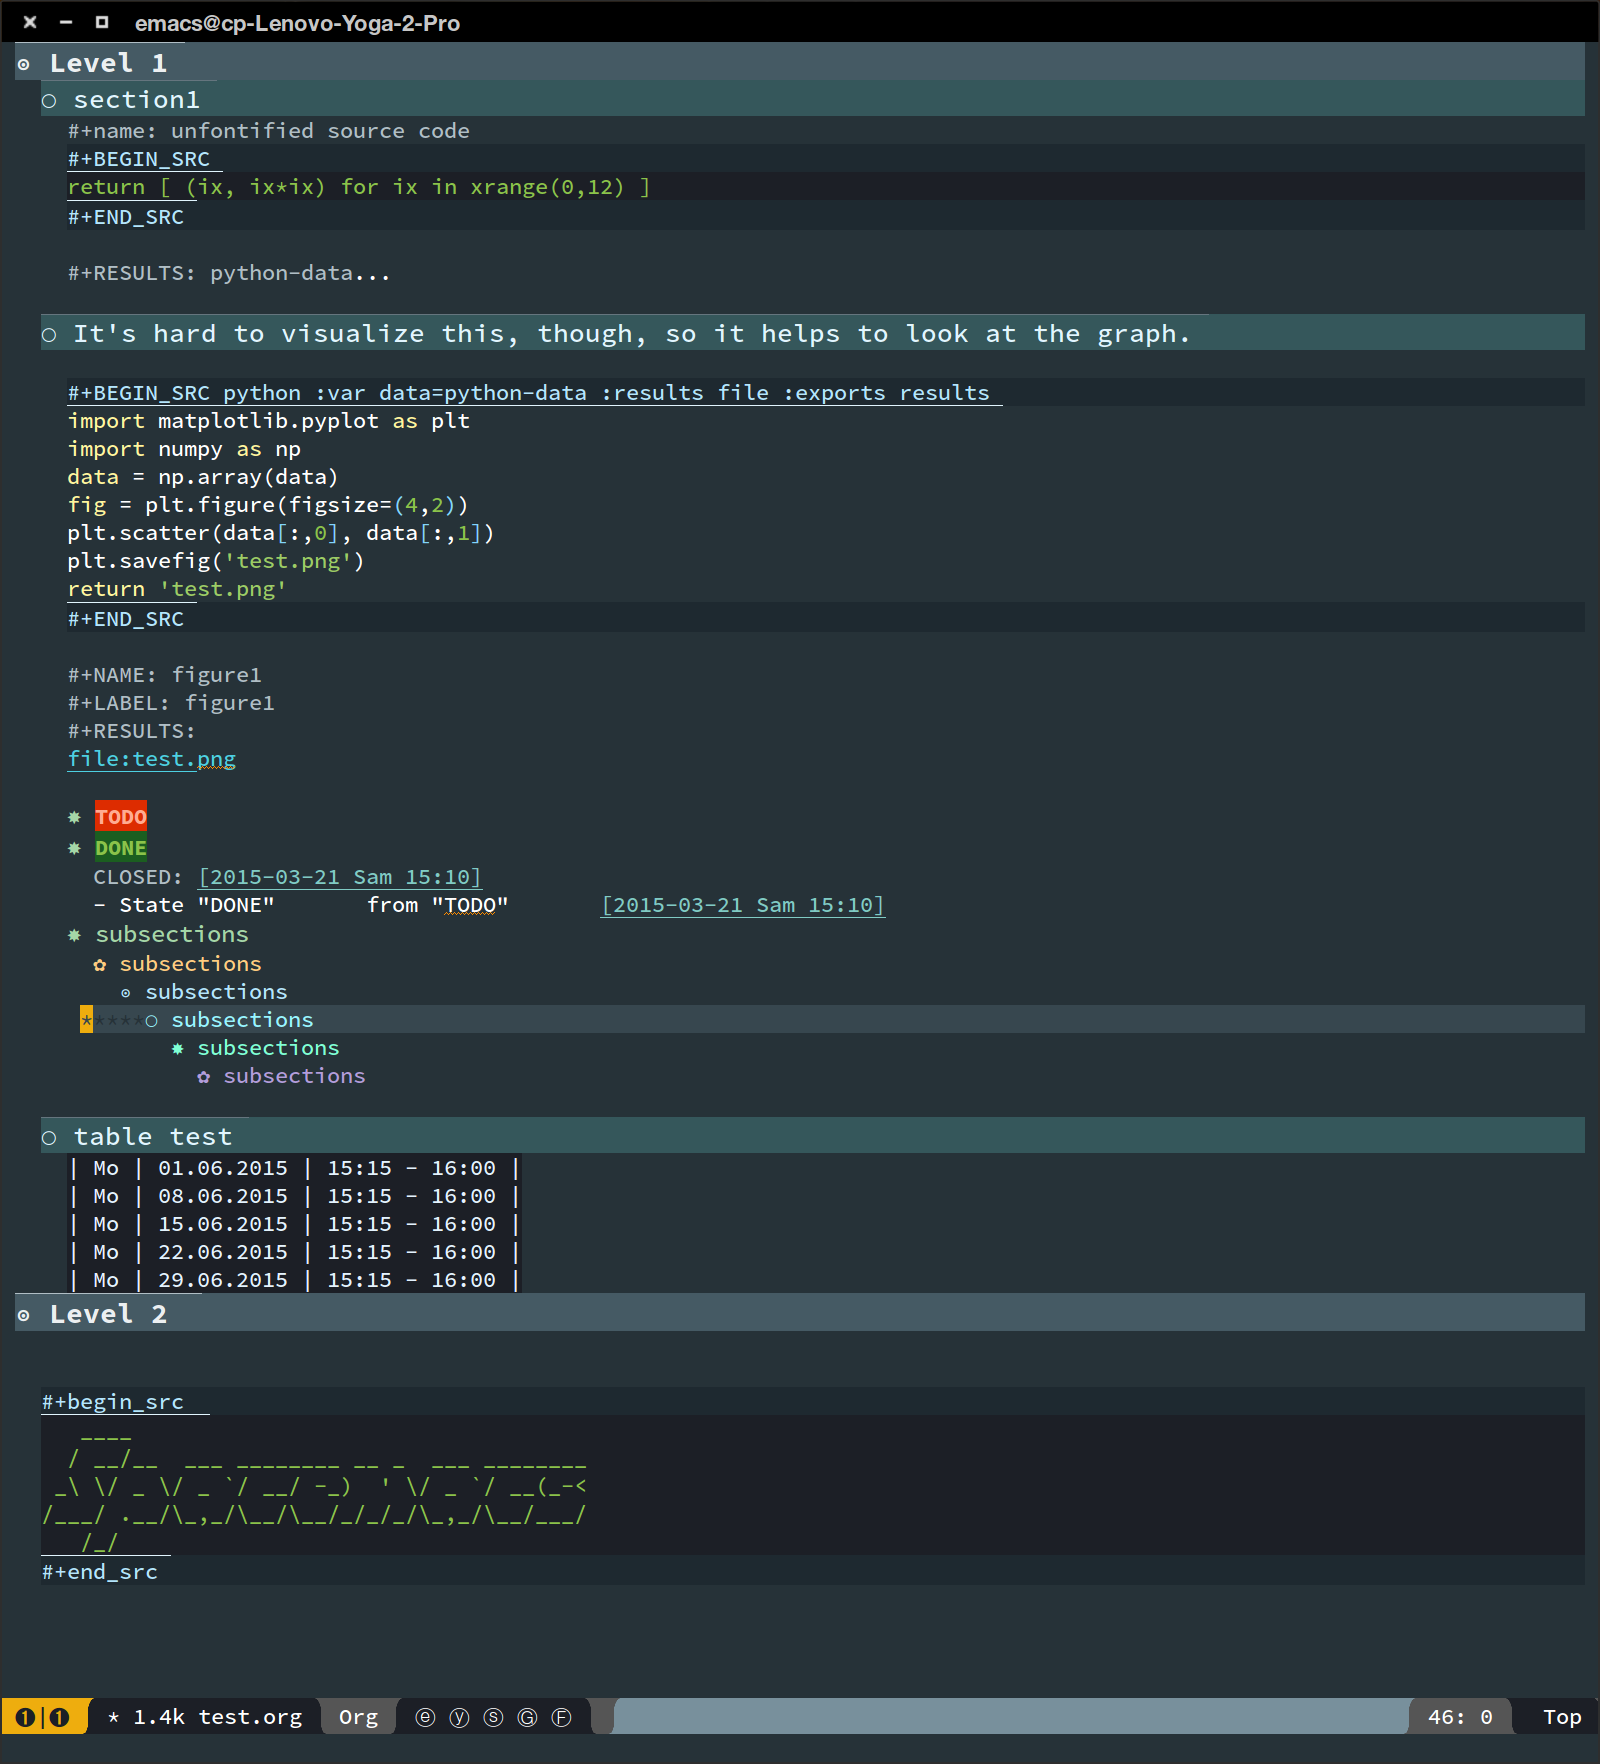 emacs@cp-Lenovo-Yoga-2-Pro
Level 1
section1
#+name: unfontified source code
#+BEGIN_SRC
return [ (ix, ix*ix) for ix in xrange(0,12) ]
#+END_SRC
#+RESULTS: python-data...
It's hard to visualize this, though, so it helps to look at the graph.
#+BEGIN_SRC python :var data=python-data :results file :exports results
import matplotlib.pyplot as plt
import numpy as np
data = np.array(data)
fig = plt.figure(figsize=(4,2))
plt.scatter(data[:,0], data[:,1])
plt.savefig('test.png')
return 'test.png'
#+END_SRC
#+NAME: figure1
#+LABEL: figure1
#+RESULTS:
file:test.png
✸ TODO
✸ DONE
CLOSED: [2015-03-21 Sam 15:10]
- State "DONE"       from "TODO"       [2015-03-21 Sam 15:10]
✸ subsections
✿ subsections
⊙ subsections
*****○ subsections
✸ subsections
✿ subsections
○ table test
| Mo | 01.06.2015 | 15:15 - 16:00 |
| Mo | 08.06.2015 | 15:15 - 16:00 |
| Mo | 15.06.2015 | 15:15 - 16:00 |
| Mo | 22.06.2015 | 15:15 - 16:00 |
| Mo | 29.06.2015 | 15:15 - 16:00 |
Level 2
#+begin_src
   ____
  / __/__  ___ ________ __ _  ___ ________
 _\ \/ _ \/ _ `/ __/ -_)  ' \/ _ `/ __(_-<
/___/ .__/\_,_/\__/\__/_/_/_/\_,_/\__/___/
   /_/
#+end_src
❶|❶ * 1.4k test.org Org ⓔ ⓨ ⓢ Ⓖ Ⓕ 46: 0 Top